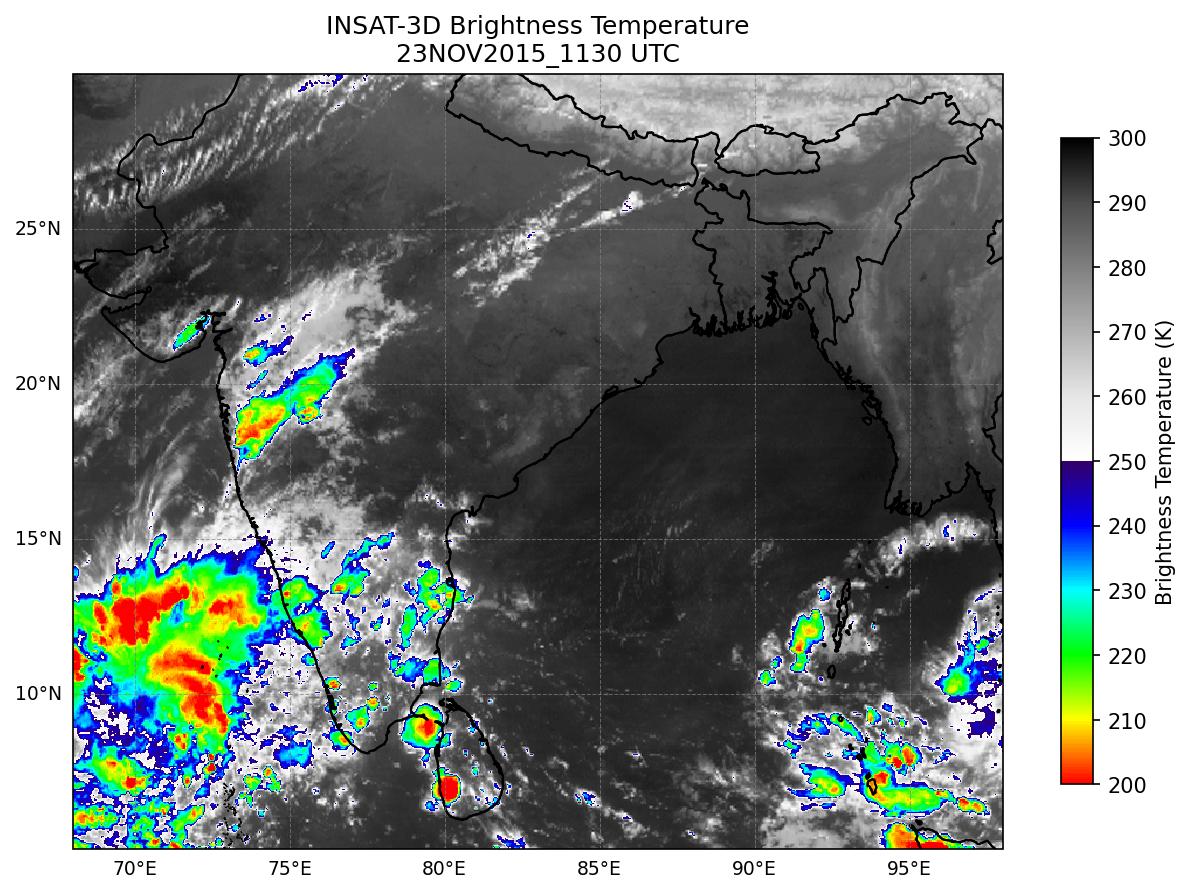 INSAT-3D Brightness Temperature
23NOV2015_1130 UTC
25°N
20°N
15°N
10°N
70°E
75°E
80°E
85°E
90°E
95°E
300
290
280
270
260
250
240
230
220
210
200
Brightness Temperature (K)